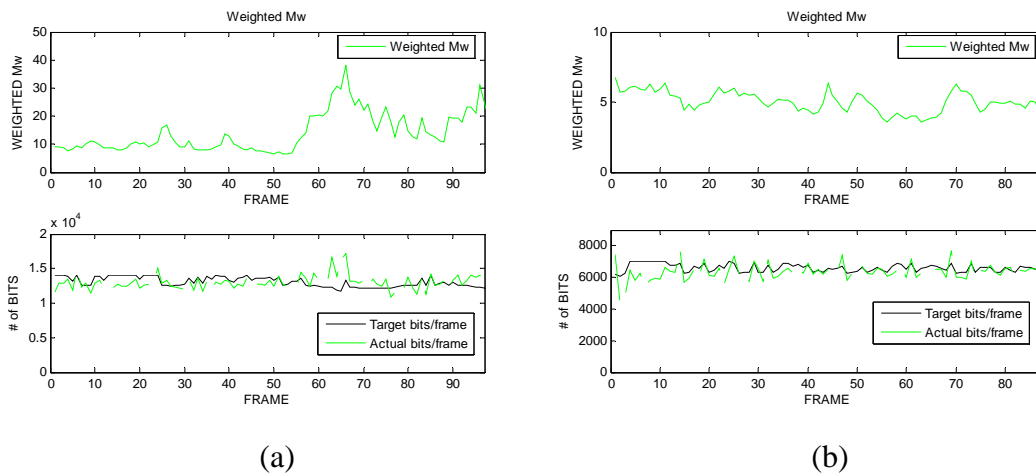 Weighted Mw
50
40
30
20
10
0
WEIGHTED Mw
Weighted Mw
0 10 20 30 40 50 60 70 80 90
FRAME
x 10^4
2
1.5
1
0.5
0
# of BITS
Target bits/frame
Actual bits/frame
0 10 20 30 40 50 60 70 80 90
FRAME
(a)
Weighted Mw
10
5
0
WEIGHTED Mw
Weighted Mw
0 10 20 30 40 50 60 70 80
FRAME
8000
6000
4000
2000
0
# of BITS
Target bits/frame
Actual bits/frame
0 10 20 30 40 50 60 70 80
FRAME
(b)